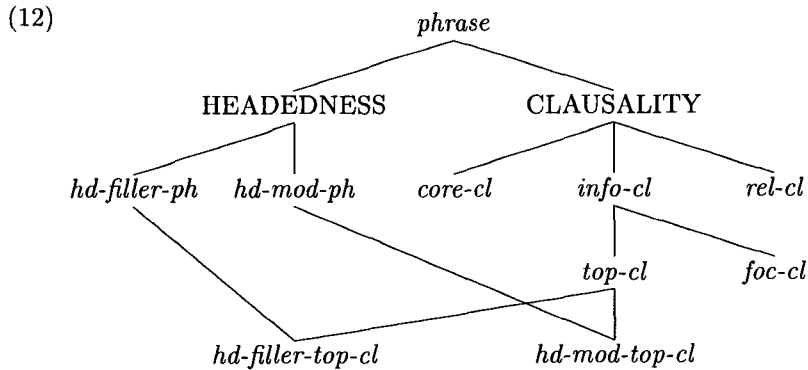 (12)
phrase
HEADEDNESS CLAUSALITY
hd-filler-ph hd-mod-ph core-cl info-cl rel-cl
top-cl foc-cl
hd-filler-top-cl hd-mod-top-cl